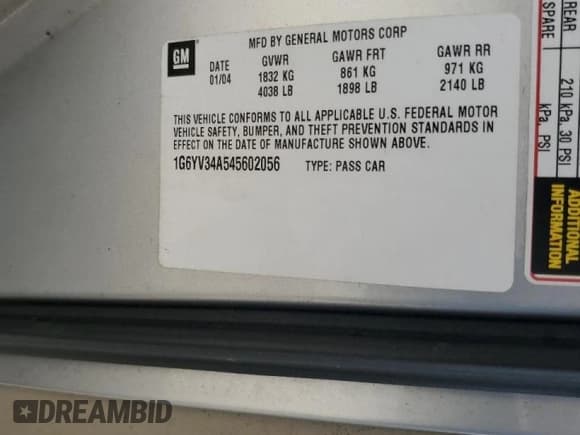 GM
MFD BY GENERAL MOTORS CORP
DATE GVWR GAWR FRT GAWR RR
01/04 1832 KG 861 KG 971 KG
4038 LB 1898 LB 2140 LB
THIS VEHICLE CONFORMS TO ALL APPLICABLE U.S. FEDERAL MOTOR
VEHICLE SAFETY, BUMPER, AND THEFT PREVENTION STANDARDS IN
EFFECT ON THE DATE OF MANUFACTURE SHOWN ABOVE.
1G6YV34A545602056 TYPE: PASS CAR
REAR 210 kPa, 30 PSI
SPARE kPa, PSI
ADDITIONAL
INFORMATION
DREAMBID